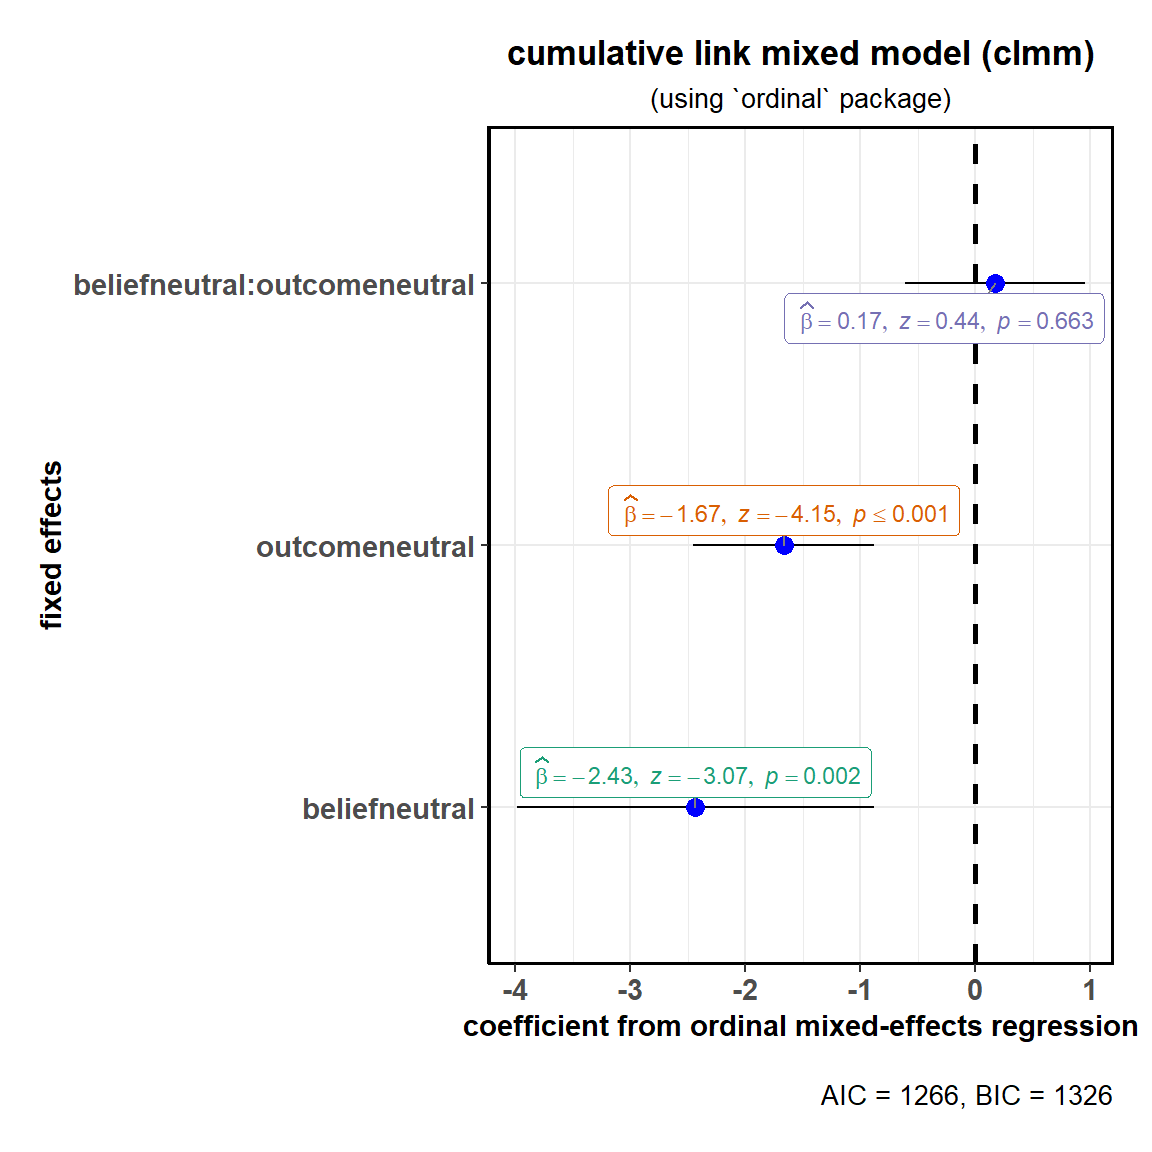 cumulative link mixed model (clmm)
(using `ordinal` package)
fixed effects
beliefneutral:outcomeneutral
β̂ = 0.17, z = 0.44, p = 0.663
outcomeneutral
β̂ = −1.67, z = −4.15, p ≤ 0.001
beliefneutral
β̂ = −2.43, z = −3.07, p = 0.002
-4 -3 -2 -1 0 1
coefficient from ordinal mixed-effects regression
AIC = 1266, BIC = 1326